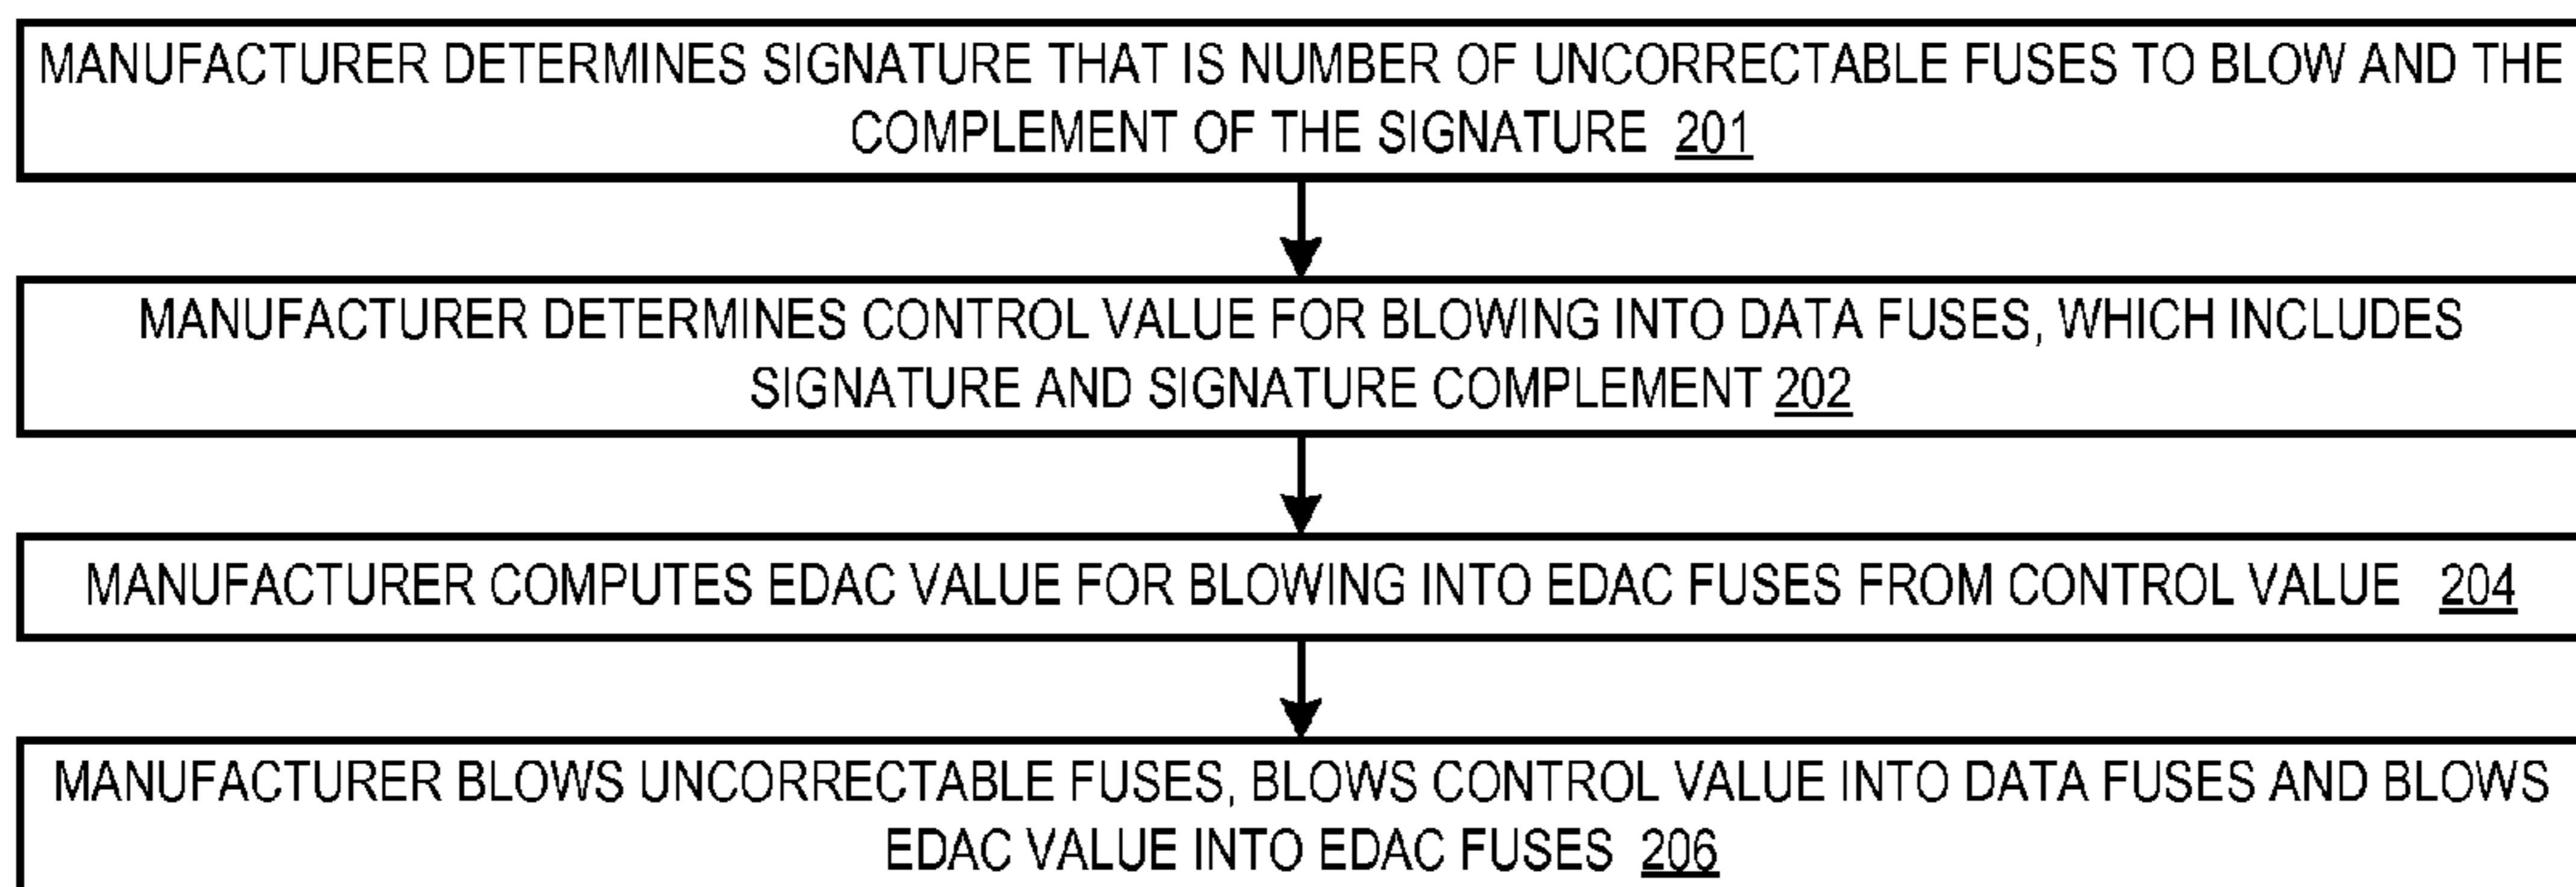 MANUFACTURER DETERMINES SIGNATURE THAT IS NUMBER OF UNCORRECTABLE FUSES TO BLOW AND THE
COMPLEMENT OF THE SIGNATURE 201
MANUFACTURER DETERMINES CONTROL VALUE FOR BLOWING INTO DATA FUSES, WHICH INCLUDES
SIGNATURE AND SIGNATURE COMPLEMENT 202
MANUFACTURER COMPUTES EDAC VALUE FOR BLOWING INTO EDAC FUSES FROM CONTROL VALUE 204
MANUFACTURER BLOWS UNCORRECTABLE FUSES, BLOWS CONTROL VALUE INTO DATA FUSES AND BLOWS
EDAC VALUE INTO EDAC FUSES 206